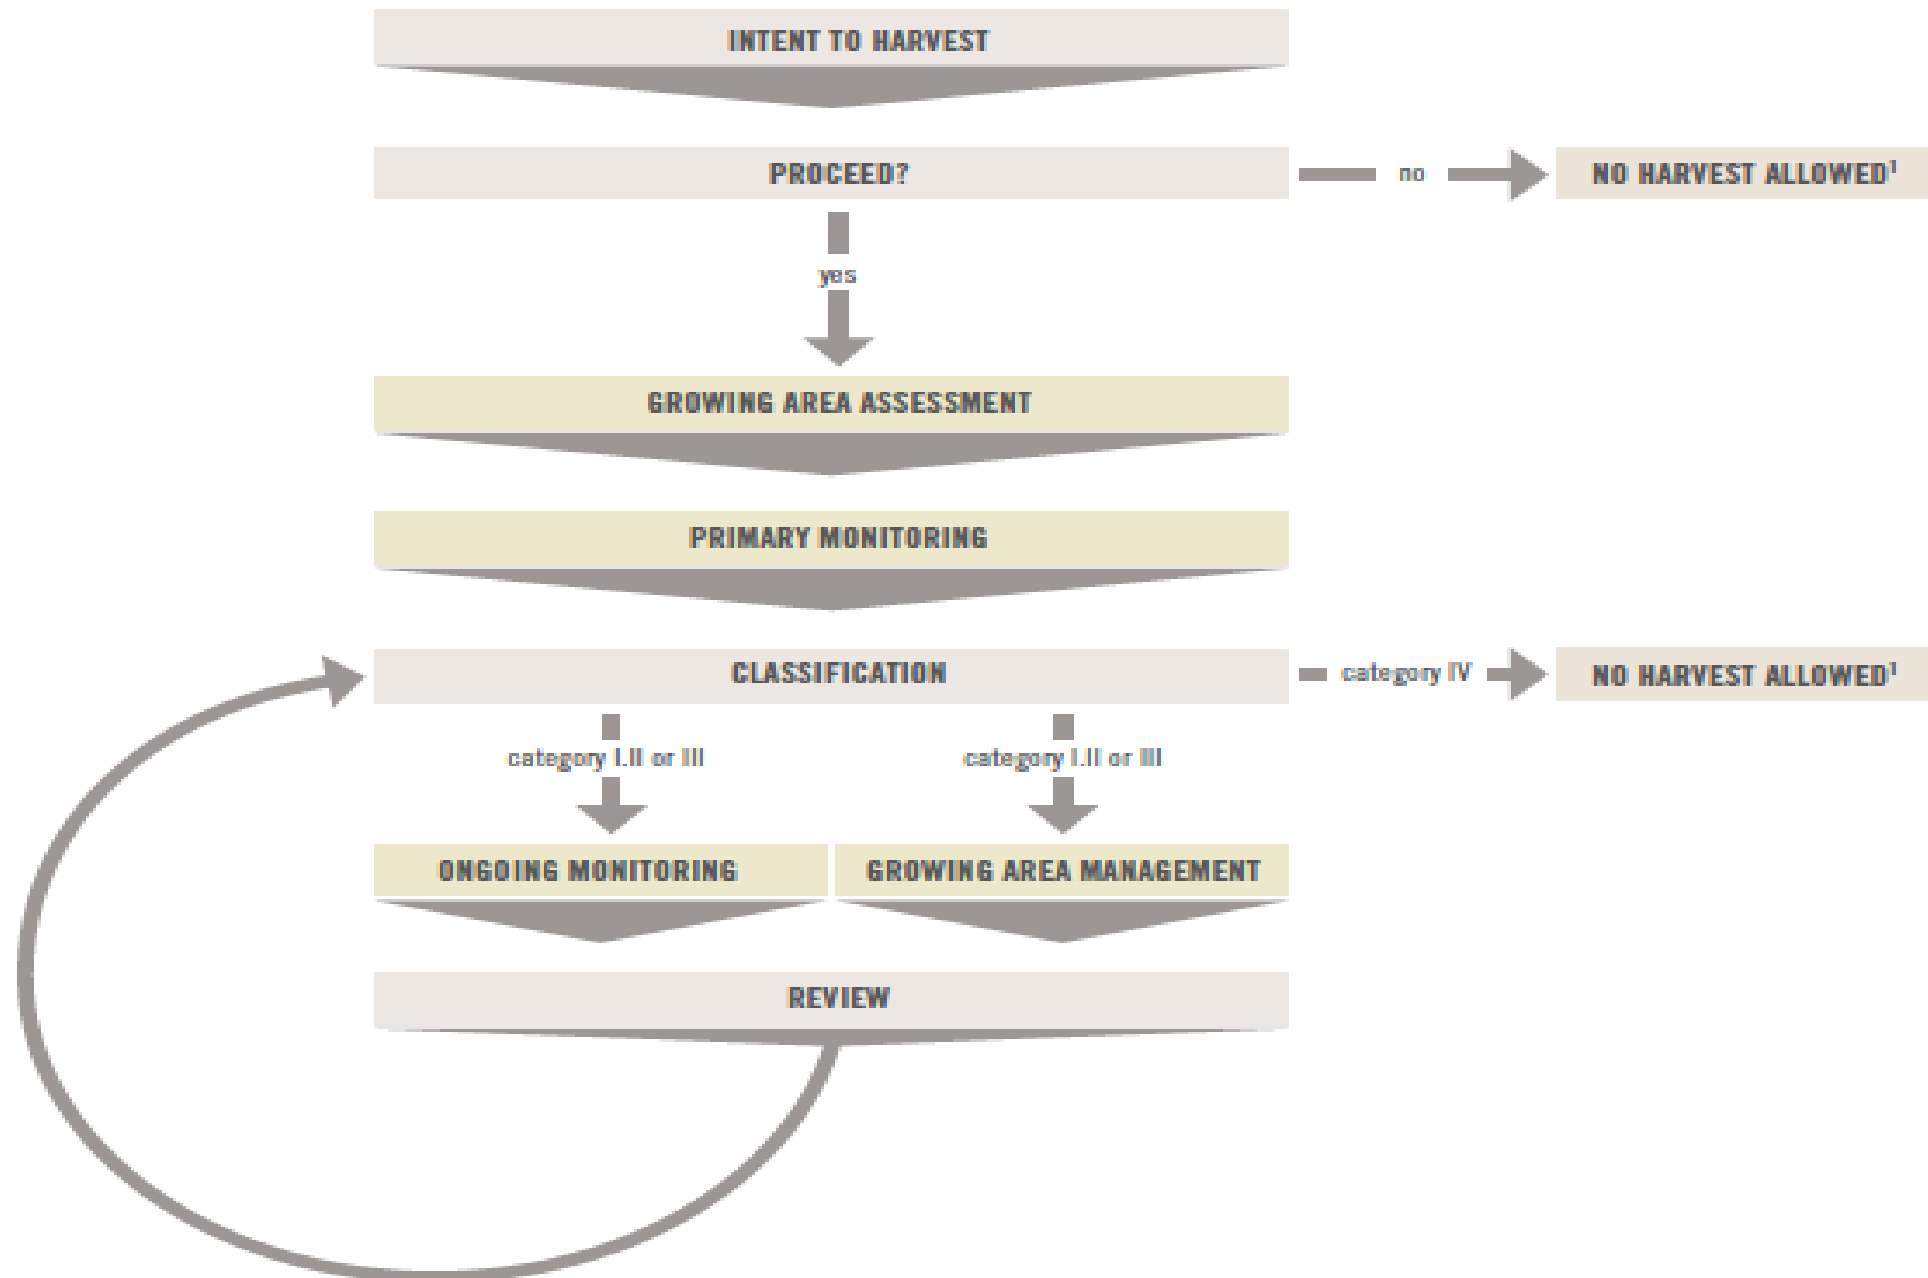 INTENT TO HARVEST
PROCEED?
no
NO HARVEST ALLOWED¹
yes
GROWING AREA ASSESSMENT
PRIMARY MONITORING
CLASSIFICATION
category IV
NO HARVEST ALLOWED¹
category I.II or III
category I.II or III
ONGOING MONITORING
GROWING AREA MANAGEMENT
REVIEW